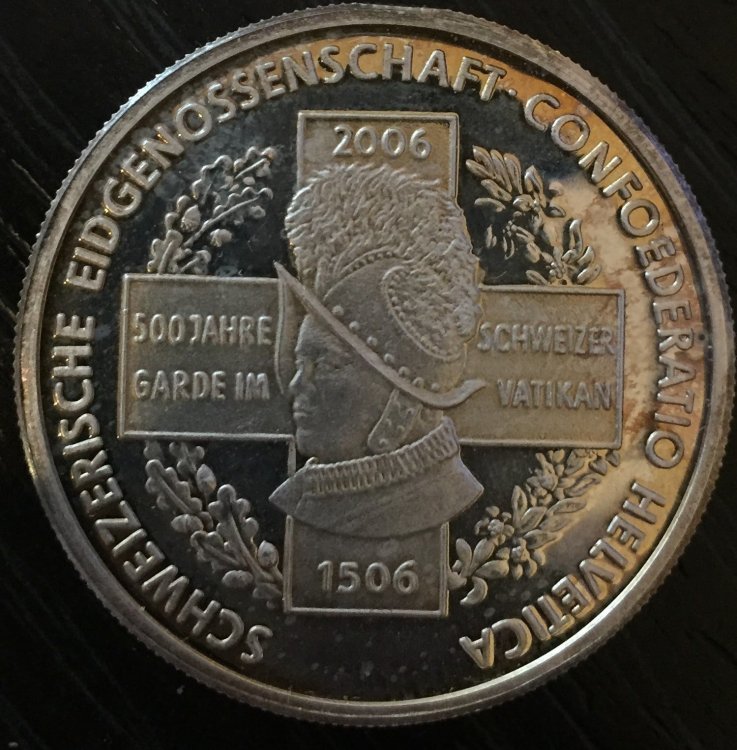 SCHWEIZERISCHE EIDGENOSSENSCHAFT · CONFOEDERATIO HELVETICA
2006
500 JAHRE SCHWEIZER
GARDE IM VATIKAN
1506